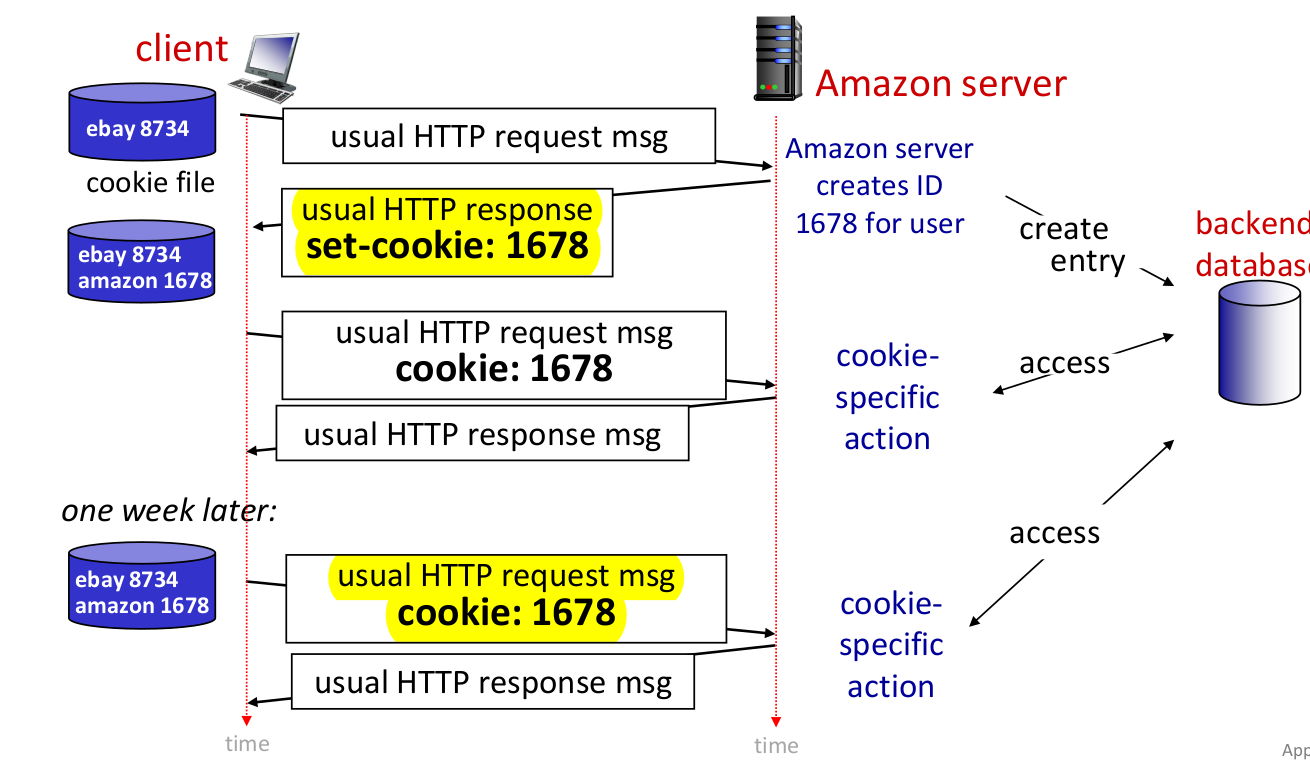 client
Amazon server
ebay 8734
cookie file
usual HTTP request msg
Amazon server
creates ID
1678 for user
usual HTTP response
set-cookie: 1678
ebay 8734
amazon 1678
create
entry
backend
database
usual HTTP request msg
cookie: 1678
cookie-
specific
action
access
usual HTTP response msg
one week later:
ebay 8734
amazon 1678
usual HTTP request msg
cookie: 1678
access
cookie-
specific
action
usual HTTP response msg
time
time
App